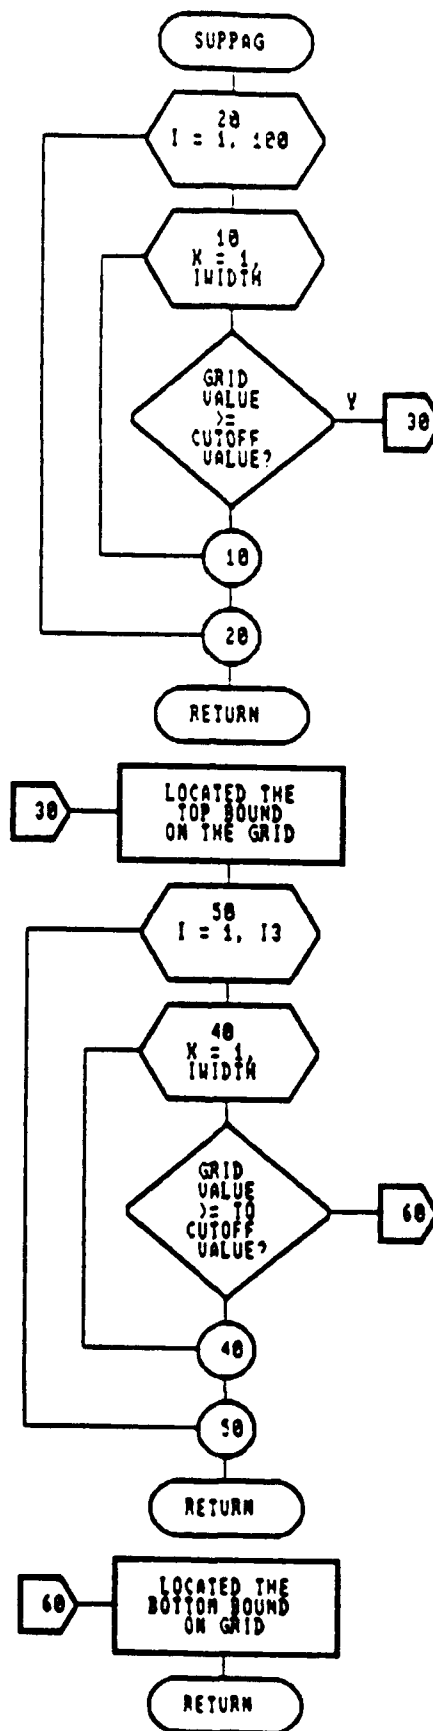 SUPPAG
20
I = 1, 100
10
K = 1,
IWIDTH
GRID
VALUE
>=
CUTOFF
VALUE?
Y
30
10
20
RETURN
30
LOCATED THE
TOP BOUND
ON THE GRID
50
I = 1, I3
40
K = 1,
IWIDTH
GRID
VALUE
>= TO
CUTOFF
VALUE?
60
40
50
RETURN
60
LOCATED THE
BOTTOM BOUND
ON GRID
RETURN